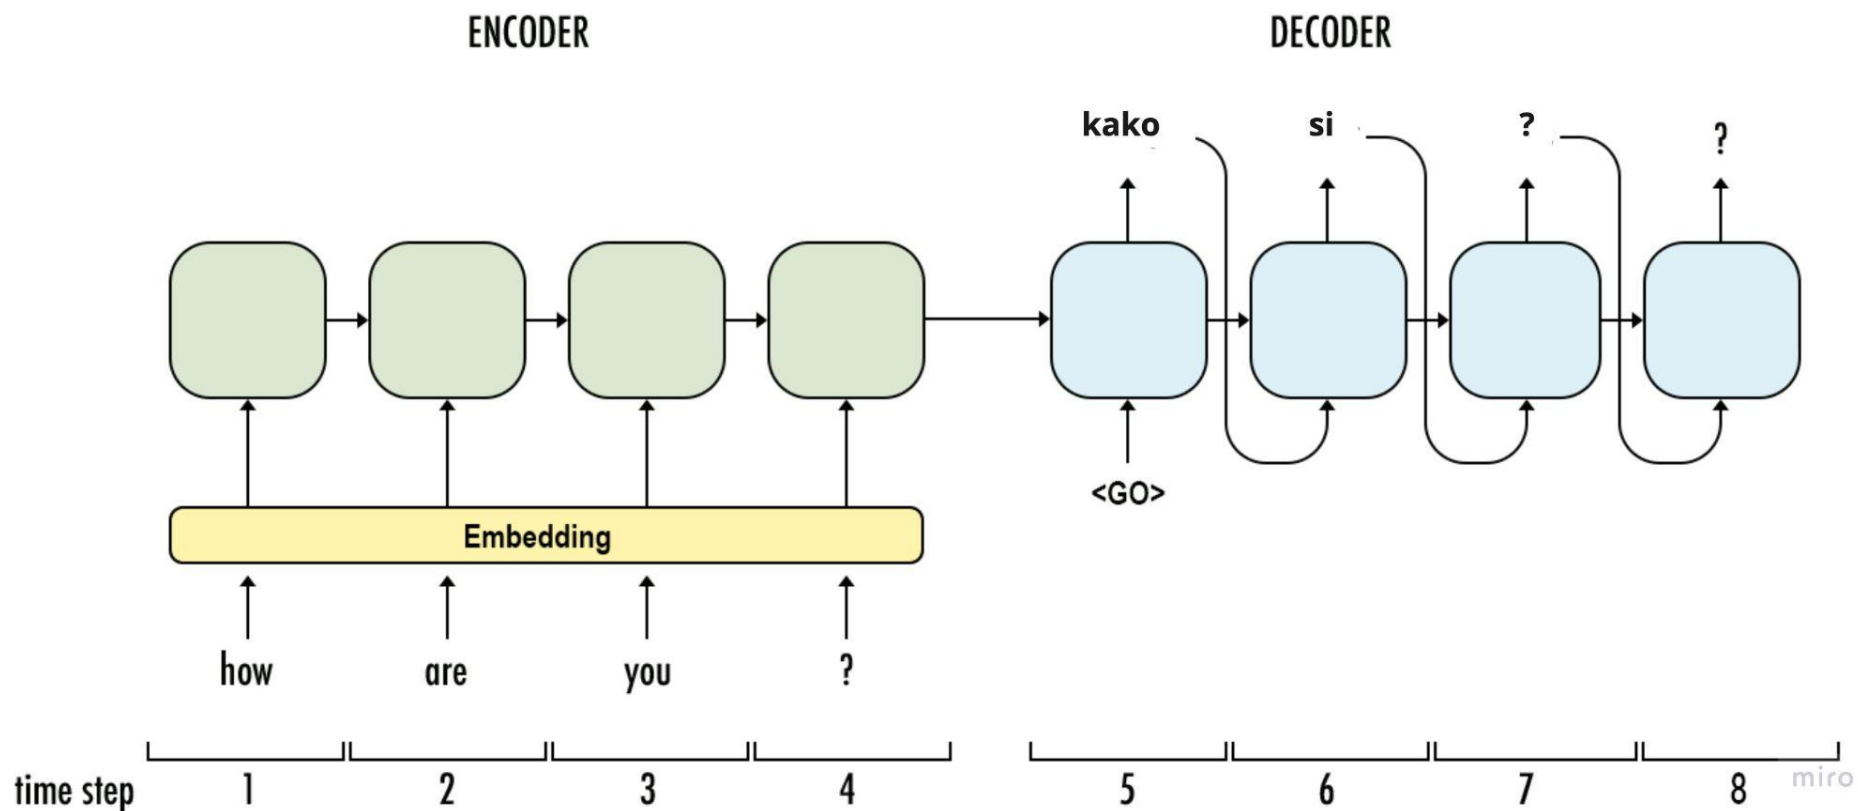 ENCODER DECODER
kako si ? ?
Embedding
<GO>
how are you ?
time step 1 2 3 4 5 6 7 8
miro